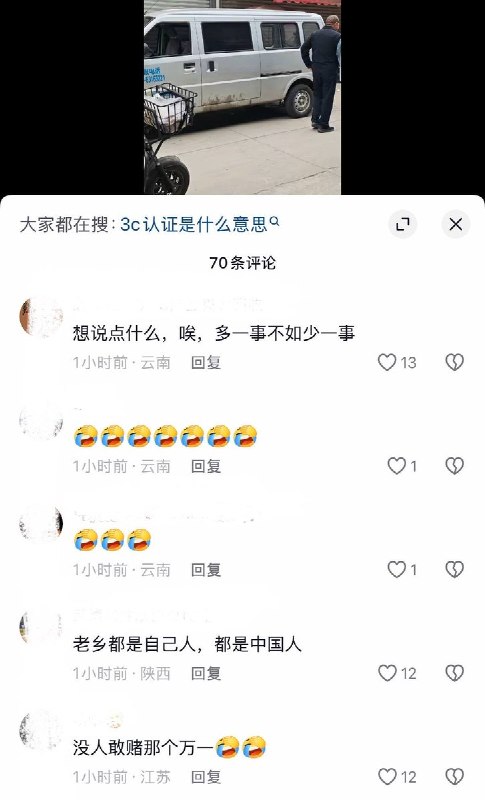 大家都在搜：3c认证是什么意思
70条评论
想说点什么，唉，多一事不如少一事
1小时前·云南 回复
13
1小时前·云南 回复
1
1小时前·云南 回复
1
老乡都是自己人，都是中国人
1小时前·陕西 回复
12
没人敢赌那个万一
1小时前·江苏 回复
12